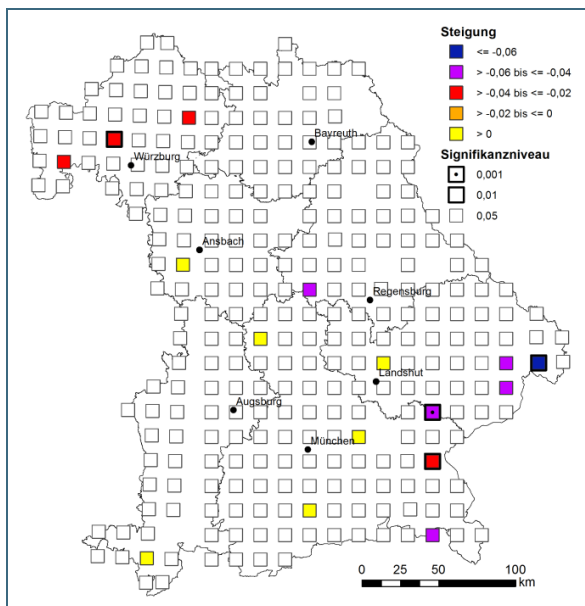 Steigung
<= -0,06
> -0,06 bis <= -0,04
> -0,04 bis <= -0,02
> -0,02 bis <= 0
> 0
Signifikanzniveau
0,001
0,01
0,05
Bayreuth
Würzburg
Ansbach
Regensburg
Landshut
Augsburg
München
0 25 50 100
km